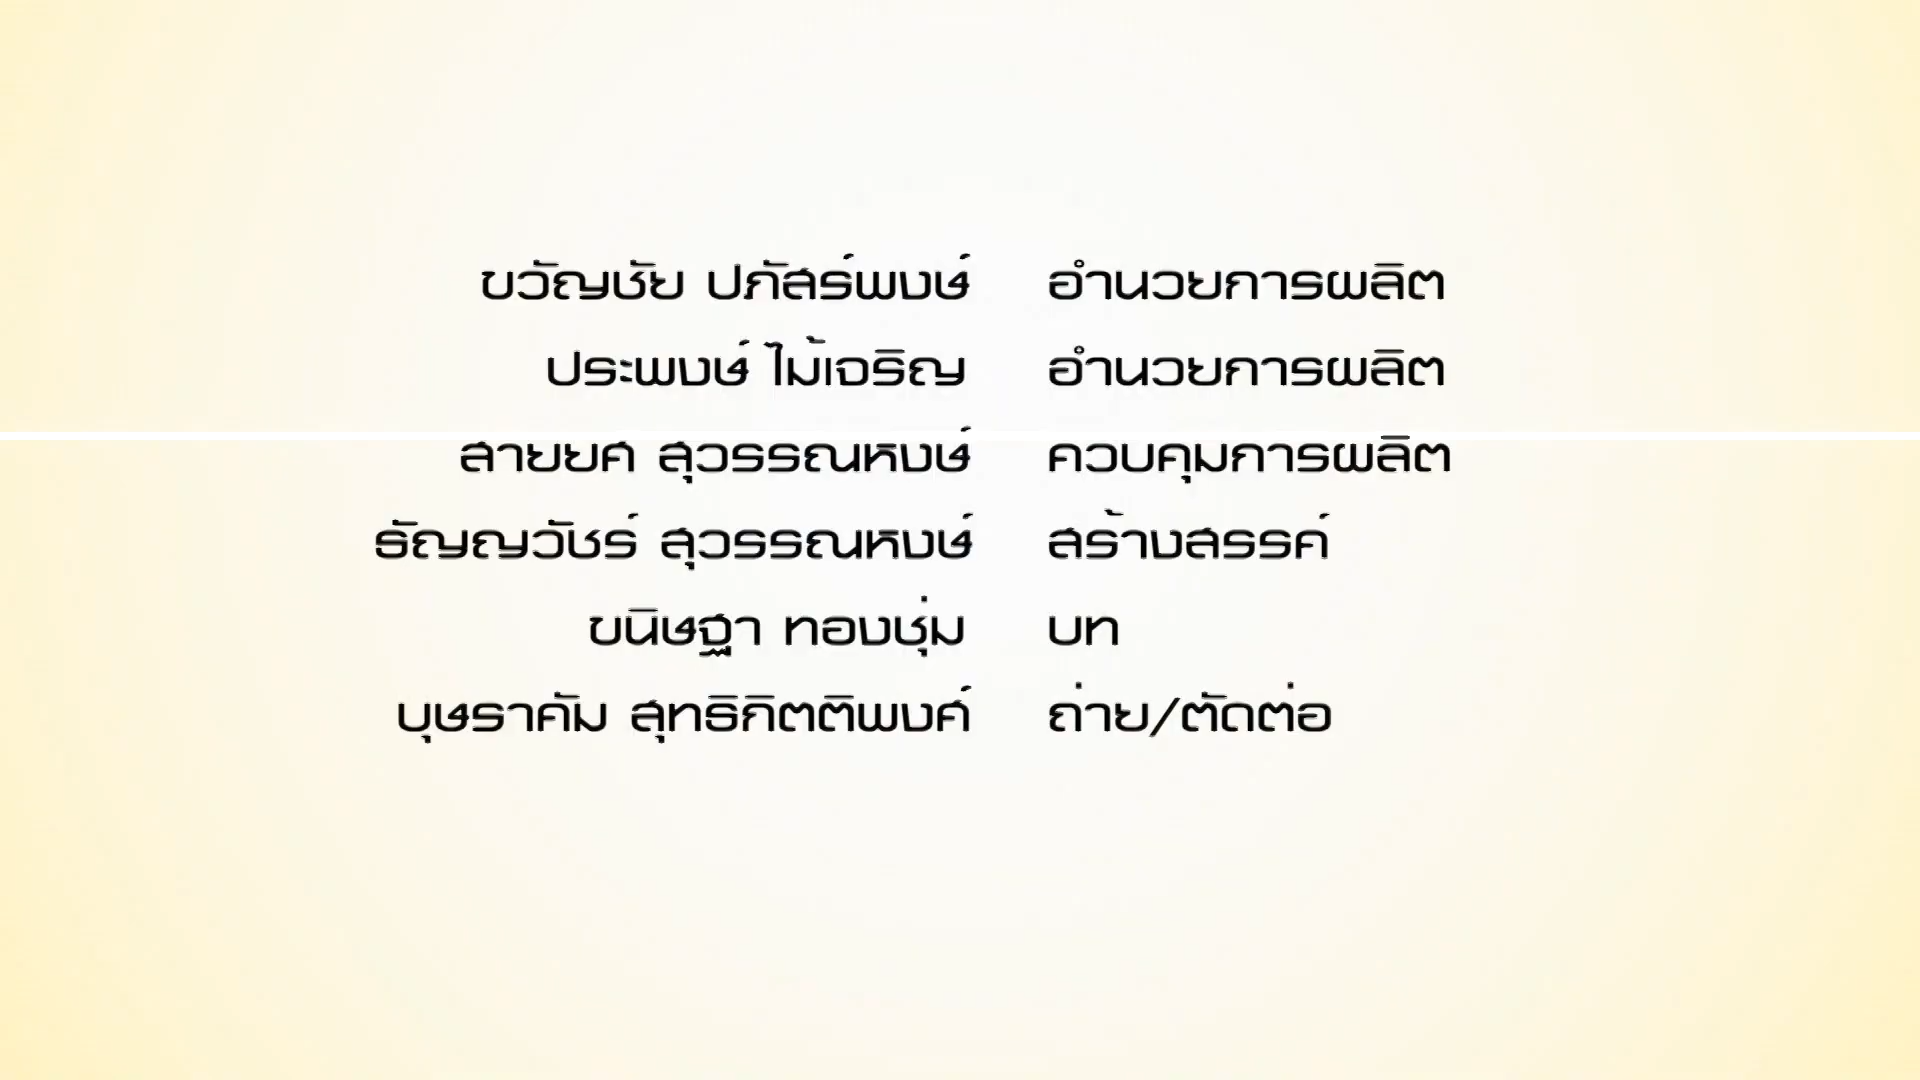 ขวัญชัย ปภัสร์พงษ์ อำนวยการผลิต
ประพงษ์ ไม้เจริญ อำนวยการผลิต
สายยศ สุวรรณหงษ์ ควบคุมการผลิต
ธัญญวัชร์ สุวรรณหงษ์ สร้างสรรค์
ขนิษฐา ทองชุ่ม บท
บุษราคัม สุทธิกิตติพงศ์ ถ่าย/ตัดต่อ